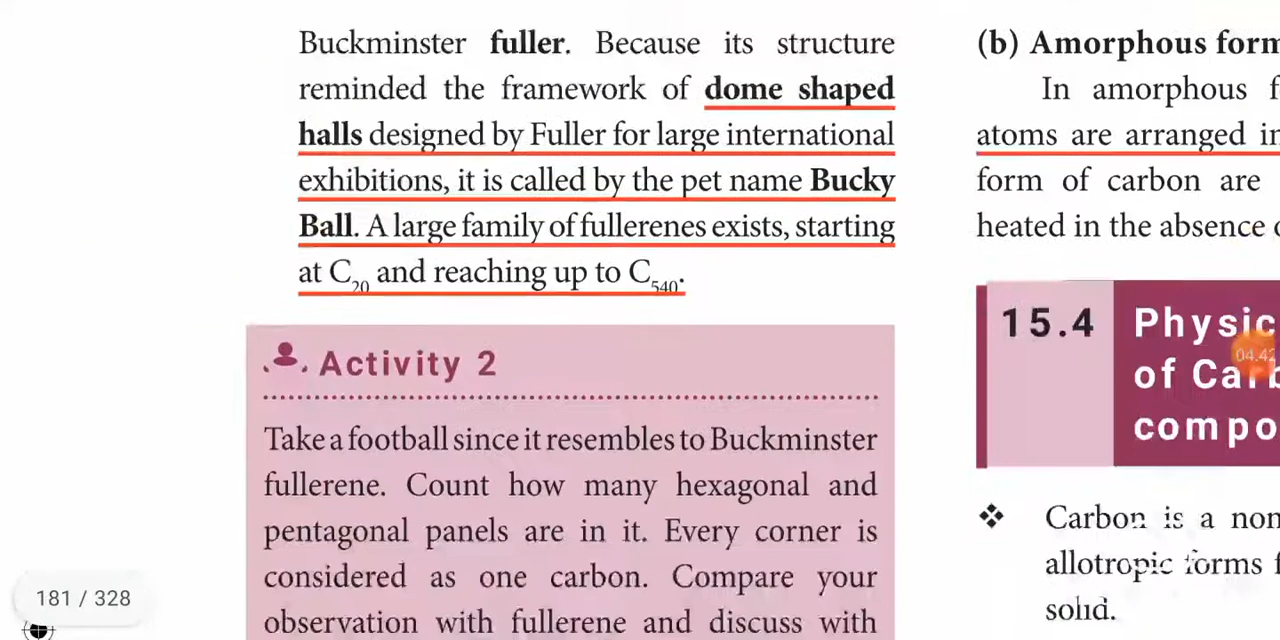 Buckminster fuller. Because its structure
reminded the framework of dome shaped
halls designed by Fuller for large international
exhibitions, it is called by the pet name Bucky
Ball. A large family of fullerenes exists, starting
at C20 and reaching up to C540.
Activity 2
Take a football since it resembles to Buckminster
fullerene. Count how many hexagonal and
pentagonal panels are in it. Every corner is
considered as one carbon. Compare your
observation with fullerene and discuss with
181 / 328
(b) Amorphous form
In amorphous f
atoms are arranged in
form of carbon are
heated in the absence o
15.4 Physic
of Carb
compo
04:42
Carbon is a non
allotropic forms f
solid.